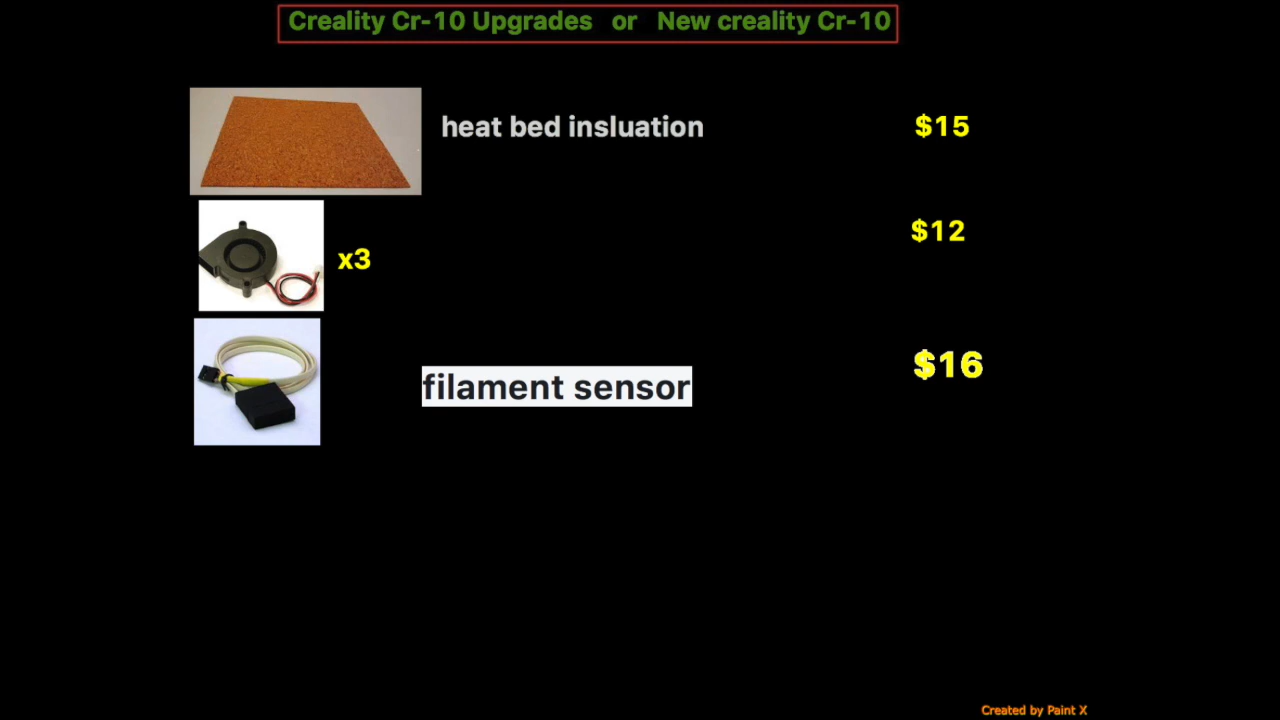 Creality Cr-10 Upgrades or New creality Cr-10
heat bed insluation $15
$12
x3
$16
filament sensor
Created by Paint X